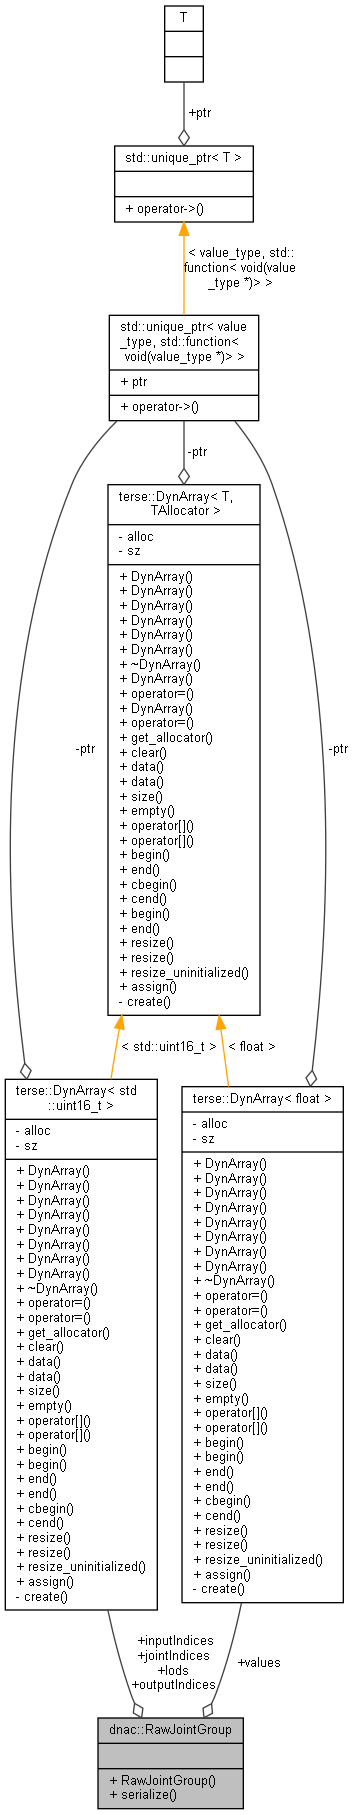 T
+ptr
std::unique_ptr< T >
+ operator->()
< value_type, std::
function< void(value
_type *)> >
std::unique_ptr< value
_type, std::function<
void(value_type *)> >
+ ptr
+ operator->()
-ptr
terse::DynArray< T,
TAllocator >
- alloc
- sz
+ DynArray()
+ DynArray()
+ DynArray()
+ DynArray()
+ DynArray()
+ DynArray()
+ ~DynArray()
+ DynArray()
+ operator=()
+ DynArray()
+ operator=()
+ get_allocator()
+ clear()
+ data()
+ data()
+ size()
+ empty()
+ operator[]()
+ operator[]()
+ begin()
+ end()
+ cbegin()
+ cend()
+ begin()
+ end()
+ resize()
+ resize()
+ resize_uninitialized()
+ assign()
- create()
-ptr
-ptr
< std::uint16_t >
< float >
terse::DynArray< std
::uint16_t >
- alloc
- sz
+ DynArray()
+ DynArray()
+ DynArray()
+ DynArray()
+ DynArray()
+ DynArray()
+ DynArray()
+ DynArray()
+ ~DynArray()
+ operator=()
+ operator=()
+ get_allocator()
+ clear()
+ data()
+ data()
+ size()
+ empty()
+ operator[]()
+ operator[]()
+ begin()
+ begin()
+ end()
+ end()
+ cbegin()
+ cend()
+ resize()
+ resize()
+ resize_uninitialized()
+ assign()
- create()
terse::DynArray< float >
- alloc
- sz
+ DynArray()
+ DynArray()
+ DynArray()
+ DynArray()
+ DynArray()
+ DynArray()
+ DynArray()
+ DynArray()
+ ~DynArray()
+ operator=()
+ operator=()
+ get_allocator()
+ clear()
+ data()
+ data()
+ size()
+ empty()
+ operator[]()
+ operator[]()
+ begin()
+ begin()
+ end()
+ end()
+ cbegin()
+ cend()
+ resize()
+ resize()
+ resize_uninitialized()
+ assign()
- create()
+inputIndices
+jointIndices
+lods
+outputIndices
+values
dnac::RawJointGroup
+ RawJointGroup()
+ serialize()